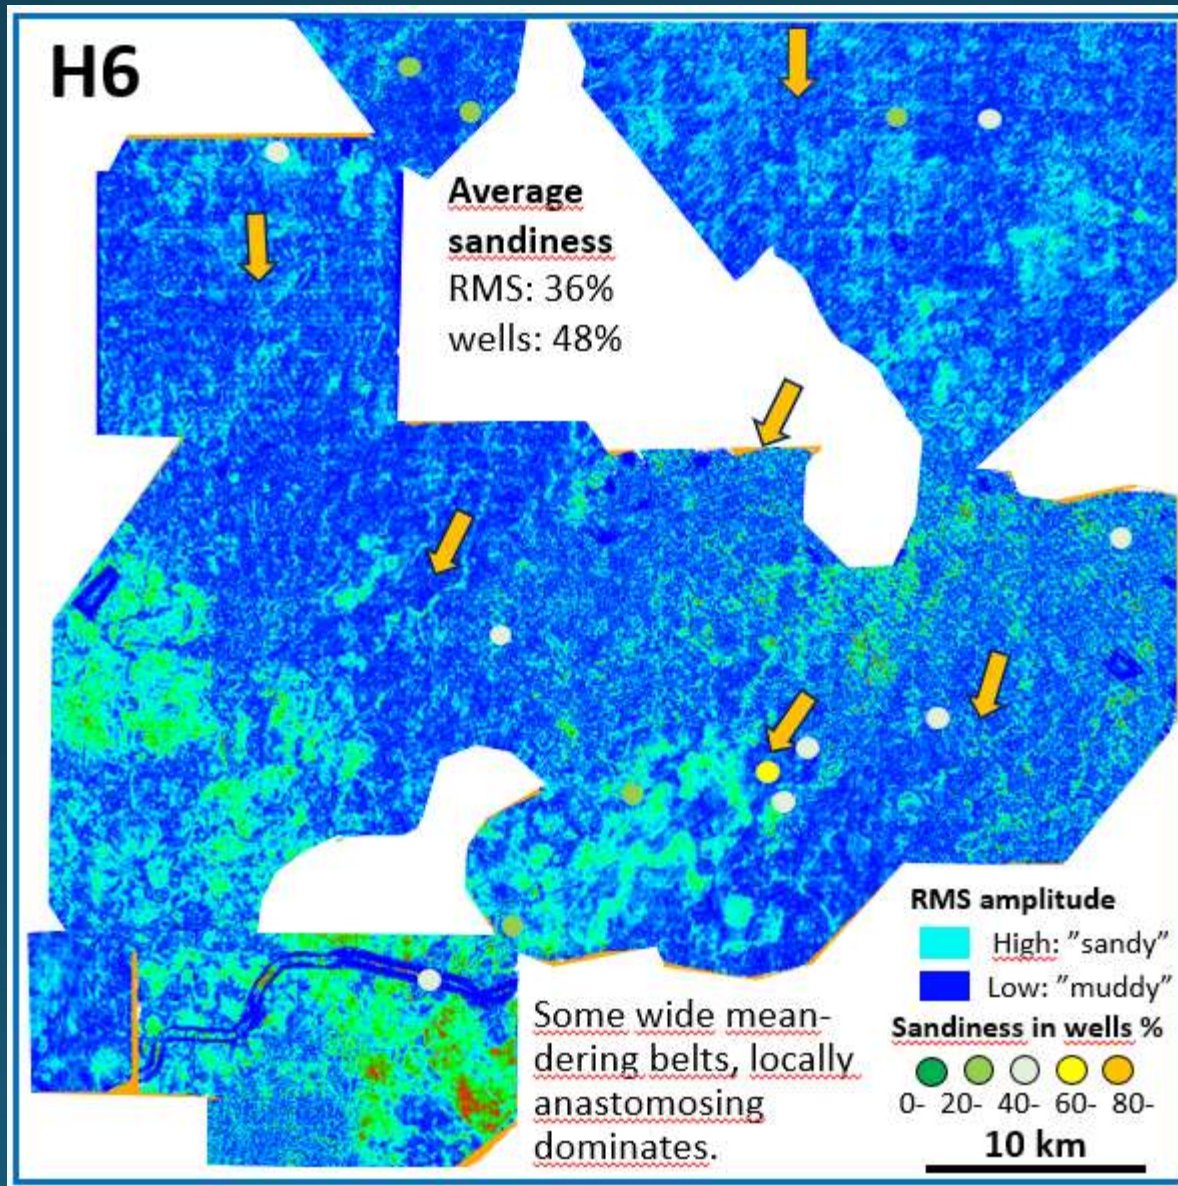 H6
Average
sandiness
RMS: 36%
wells: 48%
RMS amplitude
High: ”sandy”
Low: ”muddy”
Sandiness in wells %
0- 20- 40- 60- 80-
10 km
Some wide mean-
dering belts, locally
anastomosing
dominates.